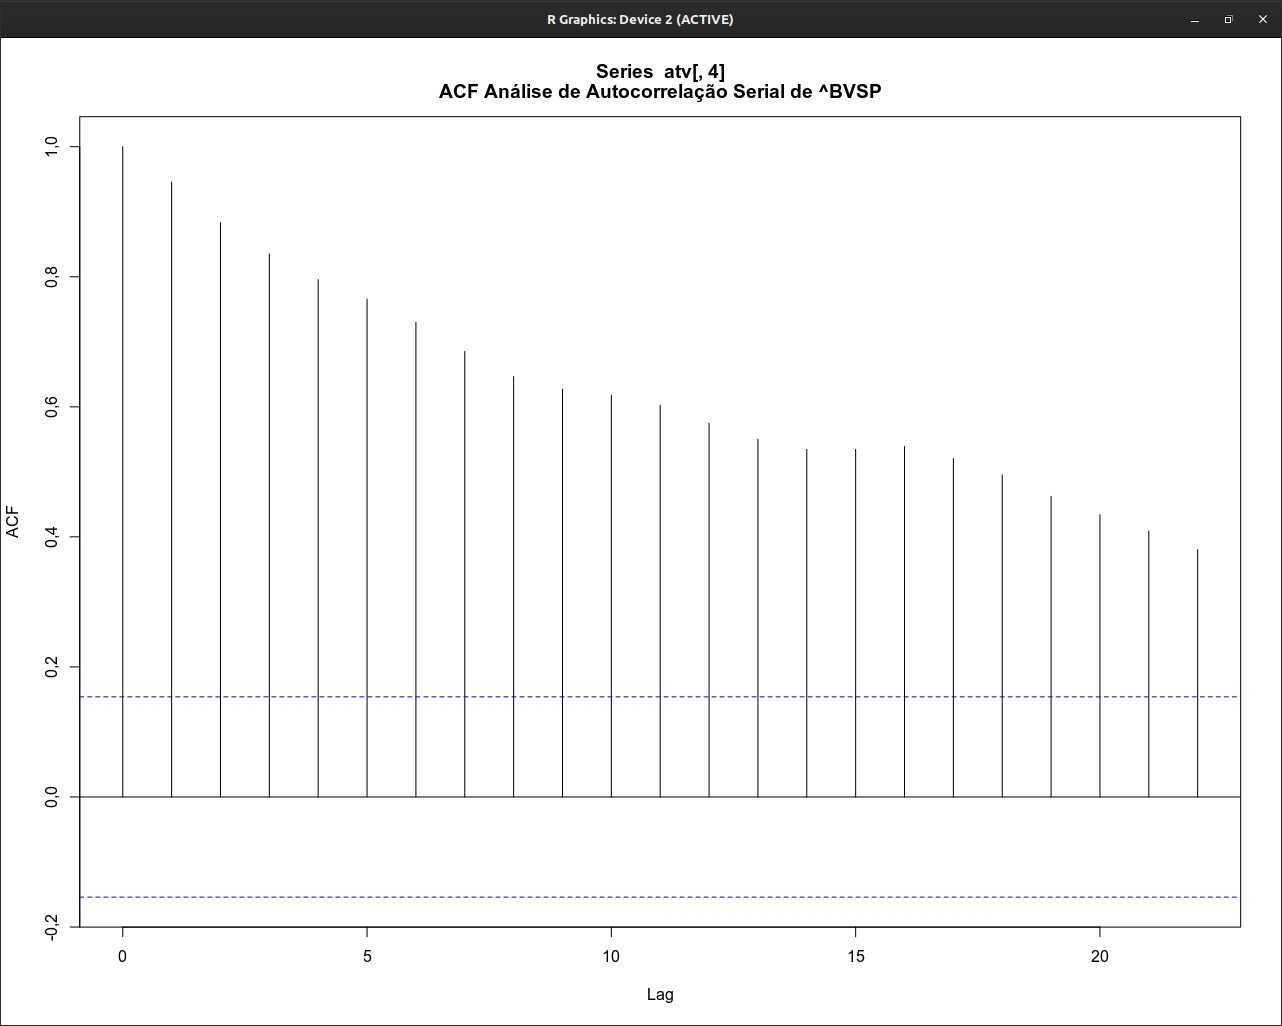 R Graphics: Device 2 (ACTIVE)
Series  atv[, 4]
ACF Análise de Autocorrelação Serial de ^BVSP
1,0
0,8
0,6
0,4
0,2
0,0
-0,2
ACF
0 5 10 15 20
Lag